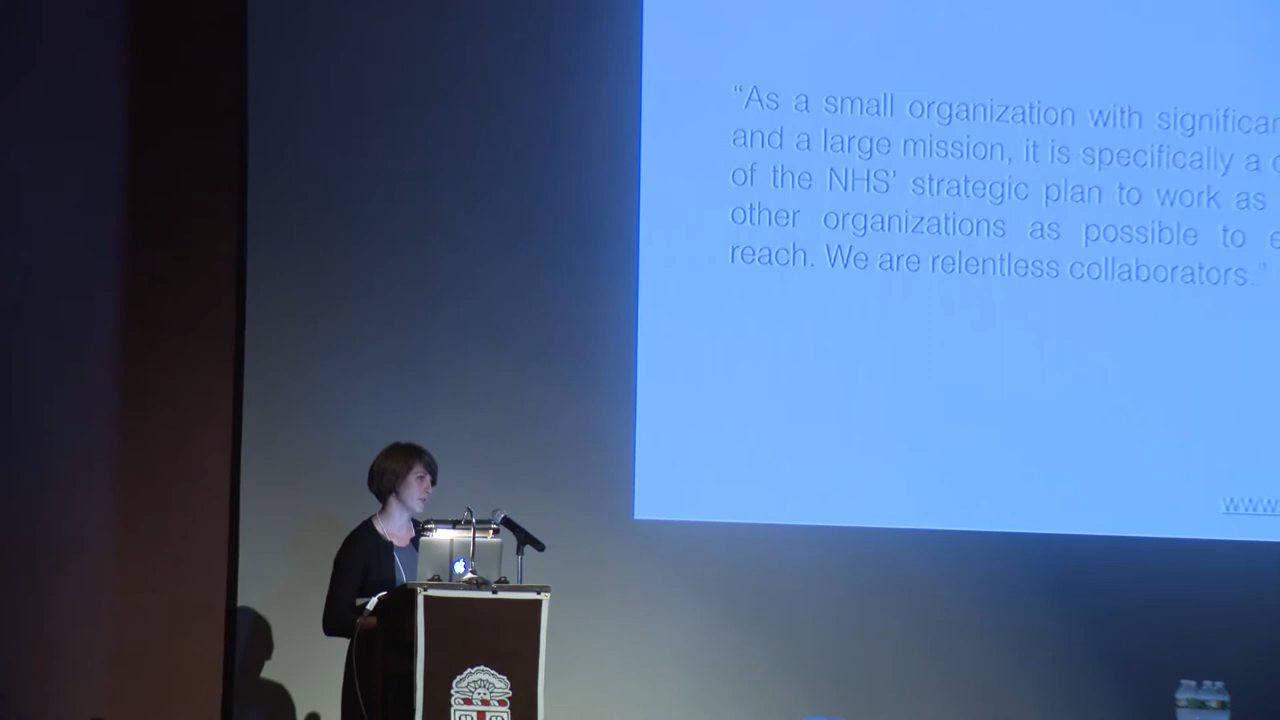 “As a small organization with significan
and a large mission, it is specifically a
of the NHS’ strategic plan to work as
other organizations as possible to
reach. We are relentless collaborators.”
www.